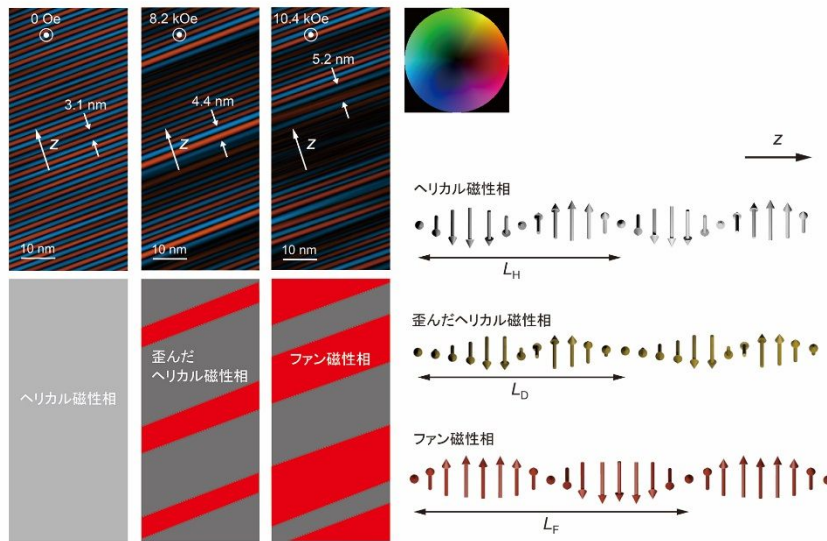 0 Oe
3.1 nm
z
10 nm
8.2 kOe
4.4 nm
z
10 nm
10.4 kOe
5.2 nm
z
10 nm
z
ヘリカル磁性相
LH
歪んだヘリカル磁性相
LD
ファン磁性相
LF
ヘリカル磁性相
歪んだ
ヘリカル磁性相
ファン磁性相